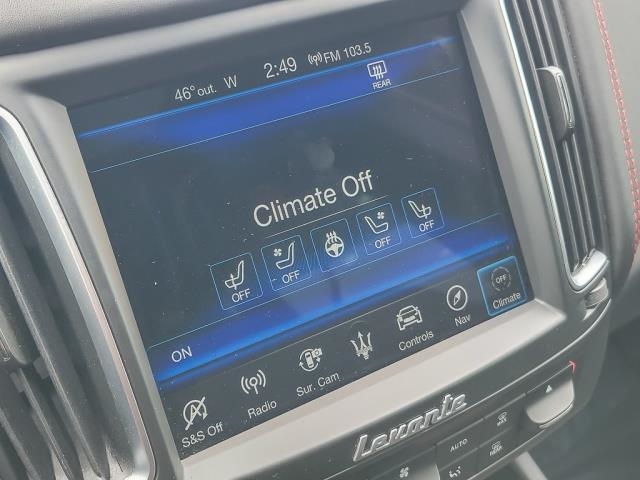 46° out. W 2:49 FM 103.5
REAR
Climate Off
OFF OFF OFF OFF
ON
S&S Off Radio Sur. Cam Controls Nav OFF Climate
Levante
AUTO
REAR